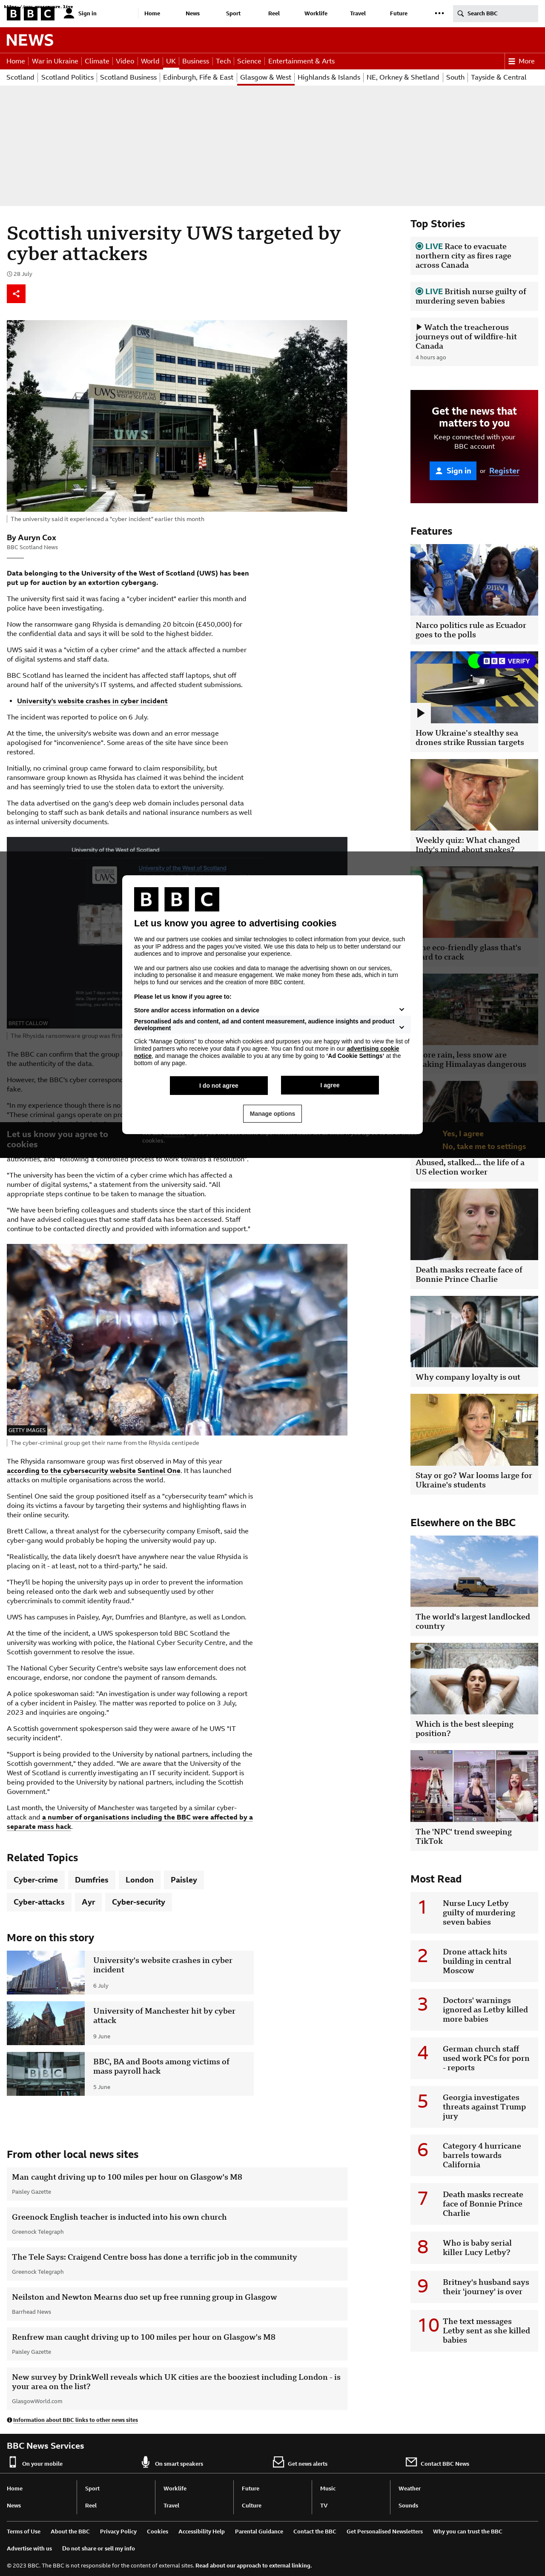 BBC
Sign in
Home
News
Sport
Reel
Worklife
Travel
Future
Search BBC
NEWS
Home
War in Ukraine
Climate
Video
World
UK
Business
Tech
Science
Entertainment & Arts
More
Scotland
Scotland Politics
Scotland Business
Edinburgh, Fife & East
Glasgow & West
Highlands & Islands
NE, Orkney & Shetland
South
Tayside & Central
Scottish university UWS targeted by
cyber attackers
28 July
UWS
The university said it experienced a "cyber incident" earlier this month
By Auryn Cox
BBC Scotland News
Data belonging to the University of the West of Scotland (UWS) has been
put up for auction by an extortion cybergang.
The university first said it was facing a "cyber incident" earlier this month and
police have been investigating.
Now the ransomware gang Rhysida is demanding 20 bitcoin (£450,000) for
the confidential data and says it will be sold to the highest bidder.
UWS said it was a "victim of a cyber crime" and the attack affected a number
of digital systems and staff data.
BBC Scotland has learned the incident has affected staff laptops, shut off
around half of the university's IT systems, and affected student submissions.
University's website crashes in cyber incident
The incident was reported to police on 6 July.
At the time, the university's website was down and an error message
apologised for "inconvenience". Some areas of the site have since been
restored.
Initially, no criminal group came forward to claim responsibility, but
ransomware group known as Rhysida has claimed it was behind the incident
and has seemingly tried to use the stolen data to extort the university.
The data advertised on the gang's deep web domain includes personal data
belonging to staff such as bank details and national insurance numbers as well
as internal university documents.
University of the West of Scotland
University of the West of Scotland
BRETT CALLOW
The Rhysida ransomware group was first
The BBC can confirm that the group
the authenticity of the data.
However, the BBC's cyber correspond
fake.
"In my experience though there is no
"These criminal gangs operate on pr
Let us know you agree to
cookies
cookies.
Yes, I agree
No, take me to settings
BBC
Let us know you agree to advertising cookies
We and our partners use cookies and similar technologies to collect information from your device, such
as your IP address and the pages you've visited. We use this data to help us to better understand our
audiences and to improve and personalise your experience.
We and our partners also use cookies and data to manage the advertising shown on our services,
including to personalise it and measure engagement. We make money from these ads, which in turn
helps to fund our services and the creation of more BBC content.
Please let us know if you agree to:
Store and/or access information on a device
Personalised ads and content, ad and content measurement, audience insights and product
development
Click “Manage Options” to choose which of these cookies and related technologies you are happy with and to view the list of
limited partners who receive your data if you agree. You can find out more in our advertising cookie
notice, and change the choices available to you at any time by going to ‘Ad Cookie Settings’ at the
bottom of any page.
I do not agree
I agree
Manage options
authorities, and "following a controlled process to work towards a resolution".
"The university has been the victim of a cyber crime which has affected a
number of digital systems," a statement from the university said. "All
appropriate steps continue to be taken to manage the situation.
"We have been briefing colleagues and students since the start of this incident
and have advised colleagues that some staff data has been accessed. Staff
continue to be contacted directly and provided with information and support."
GETTY IMAGES
The cyber-criminal group get their name from the Rhysida centipede
The Rhysida ransomware group was first observed in May of this year
according to the cybersecurity website Sentinel One. It has launched
attacks on multiple organisations across the world.
Sentinel One said the group positioned itself as a "cybersecurity team" which is
doing its victims a favour by targeting their systems and highlighting flaws in
their online security.
Brett Callow, a threat analyst for the cybersecurity company Emisoft, said the
cyber-gang would probably be hoping the university would pay up.
"Realistically, the data likely doesn't have anywhere near the value Rhysida is
placing on it - at least, not to a third-party," he said.
"They'll be hoping the university pays up in order to prevent the information
being released onto the dark web and subsequently used by other
cybercriminals to commit identity fraud."
UWS has campuses in Paisley, Ayr, Dumfries and Blantyre, as well as London.
At the time of the incident, a UWS spokesperson told BBC Scotland the
university was working with police, the National Cyber Security Centre, and the
Scottish government to resolve the issue.
The National Cyber Security Centre's website says law enforcement does not
encourage, endorse, nor condone the payment of ransom demands.
A police spokeswoman said: "An investigation is under way following a report
of a cyber incident in Paisley. The matter was reported to police on 3 July,
2023 and inquiries are ongoing."
A Scottish government spokesperson said they were aware of he UWS "IT
security incident".
"Support is being provided to the University by national partners, including the
Scottish government," they added. "We are aware that the University of the
West of Scotland is currently investigating an IT security incident. Support is
being provided to the University by national partners, including the Scottish
Government."
Last month, the University of Manchester was targeted by a similar cyber-
attack and a number of organisations including the BBC were affected by a
separate mass hack.
Related Topics
Cyber-crime
Dumfries
London
Paisley
Cyber-attacks
Ayr
Cyber-security
More on this story
University's website crashes in cyber
incident
6 July
University of Manchester hit by cyber
attack
9 June
BBC
BBC, BA and Boots among victims of
mass payroll hack
5 June
From other local news sites
Man caught driving up to 100 miles per hour on Glasgow's M8
Paisley Gazette
Greenock English teacher is inducted into his own church
Greenock Telegraph
The Tele Says: Craigend Centre boss has done a terrific job in the community
Greenock Telegraph
Neilston and Newton Mearns duo set up free running group in Glasgow
Barrhead News
Renfrew man caught driving up to 100 miles per hour on Glasgow's M8
Paisley Gazette
New survey by DrinkWell reveals which UK cities are the booziest including London - is
your area on the list?
GlasgowWorld.com
Information about BBC links to other news sites
Top Stories
LIVE Race to evacuate
northern city as fires rage
across Canada
LIVE British nurse guilty of
murdering seven babies
Watch the treacherous
journeys out of wildfire-hit
Canada
4 hours ago
Get the news that
matters to you
Keep connected with your
BBC account
Sign in or Register
Features
Narco politics rule as Ecuador
goes to the polls
BBC VERIFY
How Ukraine's stealthy sea
drones strike Russian targets
Weekly quiz: What changed
Indy's mind about snakes?
The eco-friendly glass that's
hard to crack
More rain, less snow are
making Himalayas dangerous
Abused, stalked... the life of a
US election worker
Death masks recreate face of
Bonnie Prince Charlie
Why company loyalty is out
Stay or go? War looms large for
Ukraine's students
Elsewhere on the BBC
The world's largest landlocked
country
Which is the best sleeping
position?
The 'NPC' trend sweeping
TikTok
Most Read
1 Nurse Lucy Letby
guilty of murdering
seven babies
2 Drone attack hits
building in central
Moscow
3 Doctors' warnings
ignored as Letby killed
more babies
4 German church staff
used work PCs for porn
- reports
5 Georgia investigates
threats against Trump
jury
6 Category 4 hurricane
barrels towards
California
7 Death masks recreate
face of Bonnie Prince
Charlie
8 Who is baby serial
killer Lucy Letby?
9 Britney's husband says
their 'journey' is over
10 The text messages
Letby sent as she killed
babies
BBC News Services
On your mobile
On smart speakers
Get news alerts
Contact BBC News
Home
Sport
Worklife
Future
Music
Weather
News
Reel
Travel
Culture
TV
Sounds
Terms of Use
About the BBC
Privacy Policy
Cookies
Accessibility Help
Parental Guidance
Contact the BBC
Get Personalised Newsletters
Why you can trust the BBC
Advertise with us
Do not share or sell my info
© 2023 BBC. The BBC is not responsible for the content of external sites. Read about our approach to external linking.